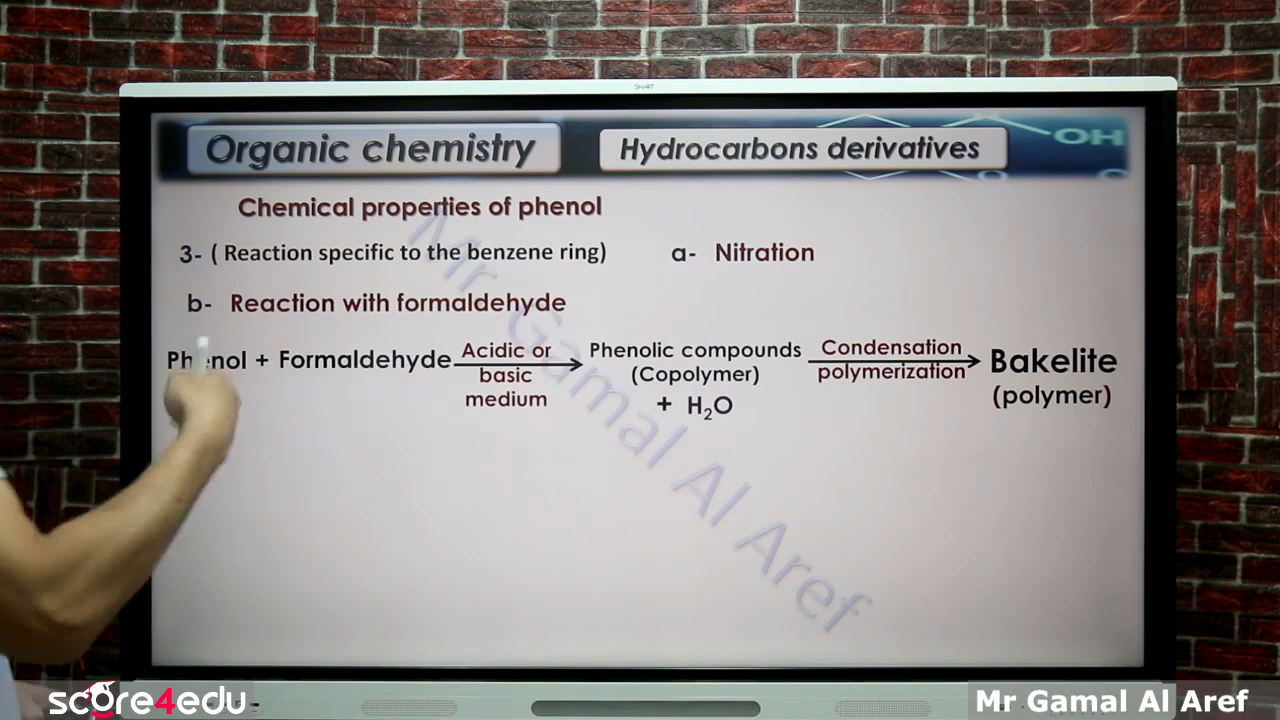 SMART
Organic chemistry
Hydrocarbons derivatives
OH
O
Chemical properties of phenol
3- ( Reaction specific to the benzene ring) a- Nitration
b- Reaction with formaldehyde
Phenol + Formaldehyde
Acidic or
basic
medium
Phenolic compounds
(Copolymer)
+ H₂O
Condensation
polymerization
Bakelite
(polymer)
Mr Gamal Al Aref
score4edu
Mr Gamal Al Aref